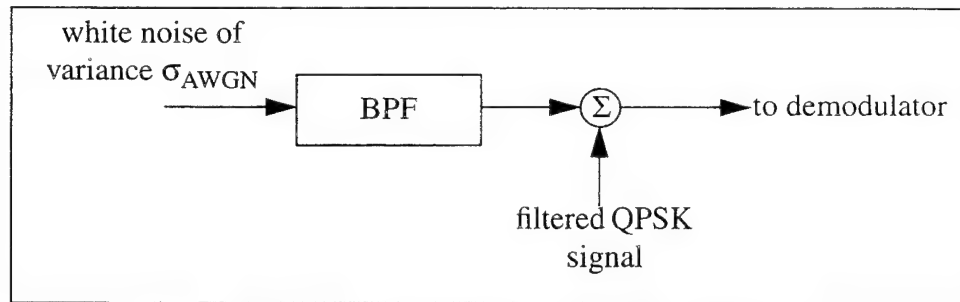 white noise of
variance σAWGN
BPF
Σ
to demodulator
filtered QPSK
signal